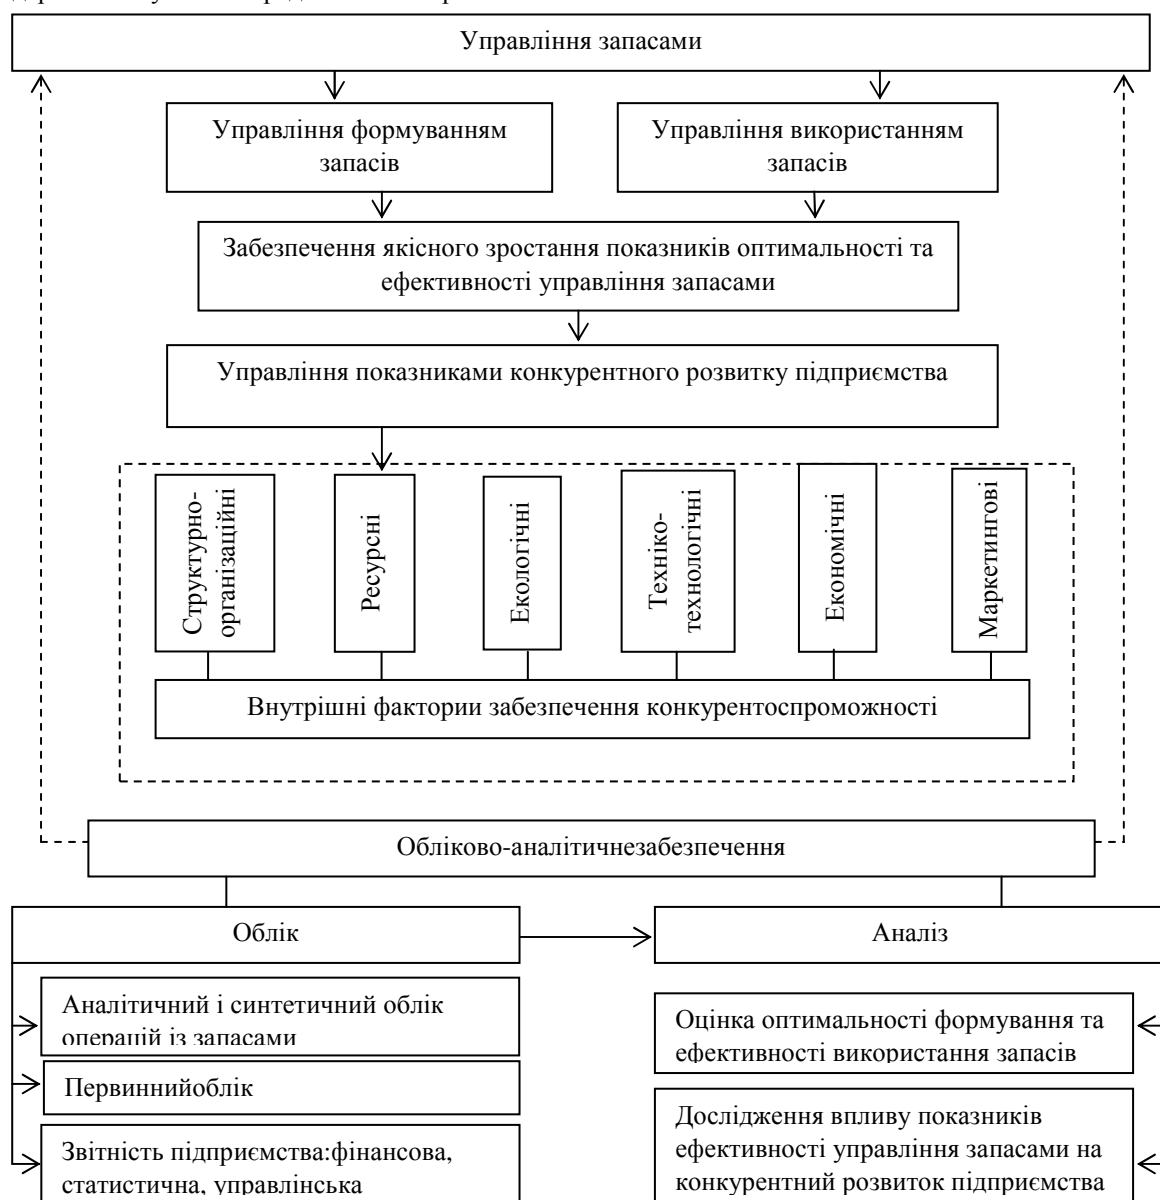 Управління запасами
Управління формуванням
запасів
Управління використанням
запасів
Забезпечення якісного зростання показників оптимальності та
ефективності управління запасами
Управління показниками конкурентного розвитку підприємства
Структурно-
організаційні
Ресурсні
Екологічні
Техніко-
технологічні
Економічні
Маркетингові
Внутрішні фактории забезпечення конкурентоспроможності
Обліково-аналітичнезабезпечення
Облік
Аналіз
Аналітичний і синтетичний облік
операцій із запасами
Первиннийоблік
Звітність підприємства:фінансова,
статистична, управлінська
Оцінка оптимальності формування та
ефективності використання запасів
Дослідження впливу показників
ефективності управління запасами на
конкурентний розвиток підприємства